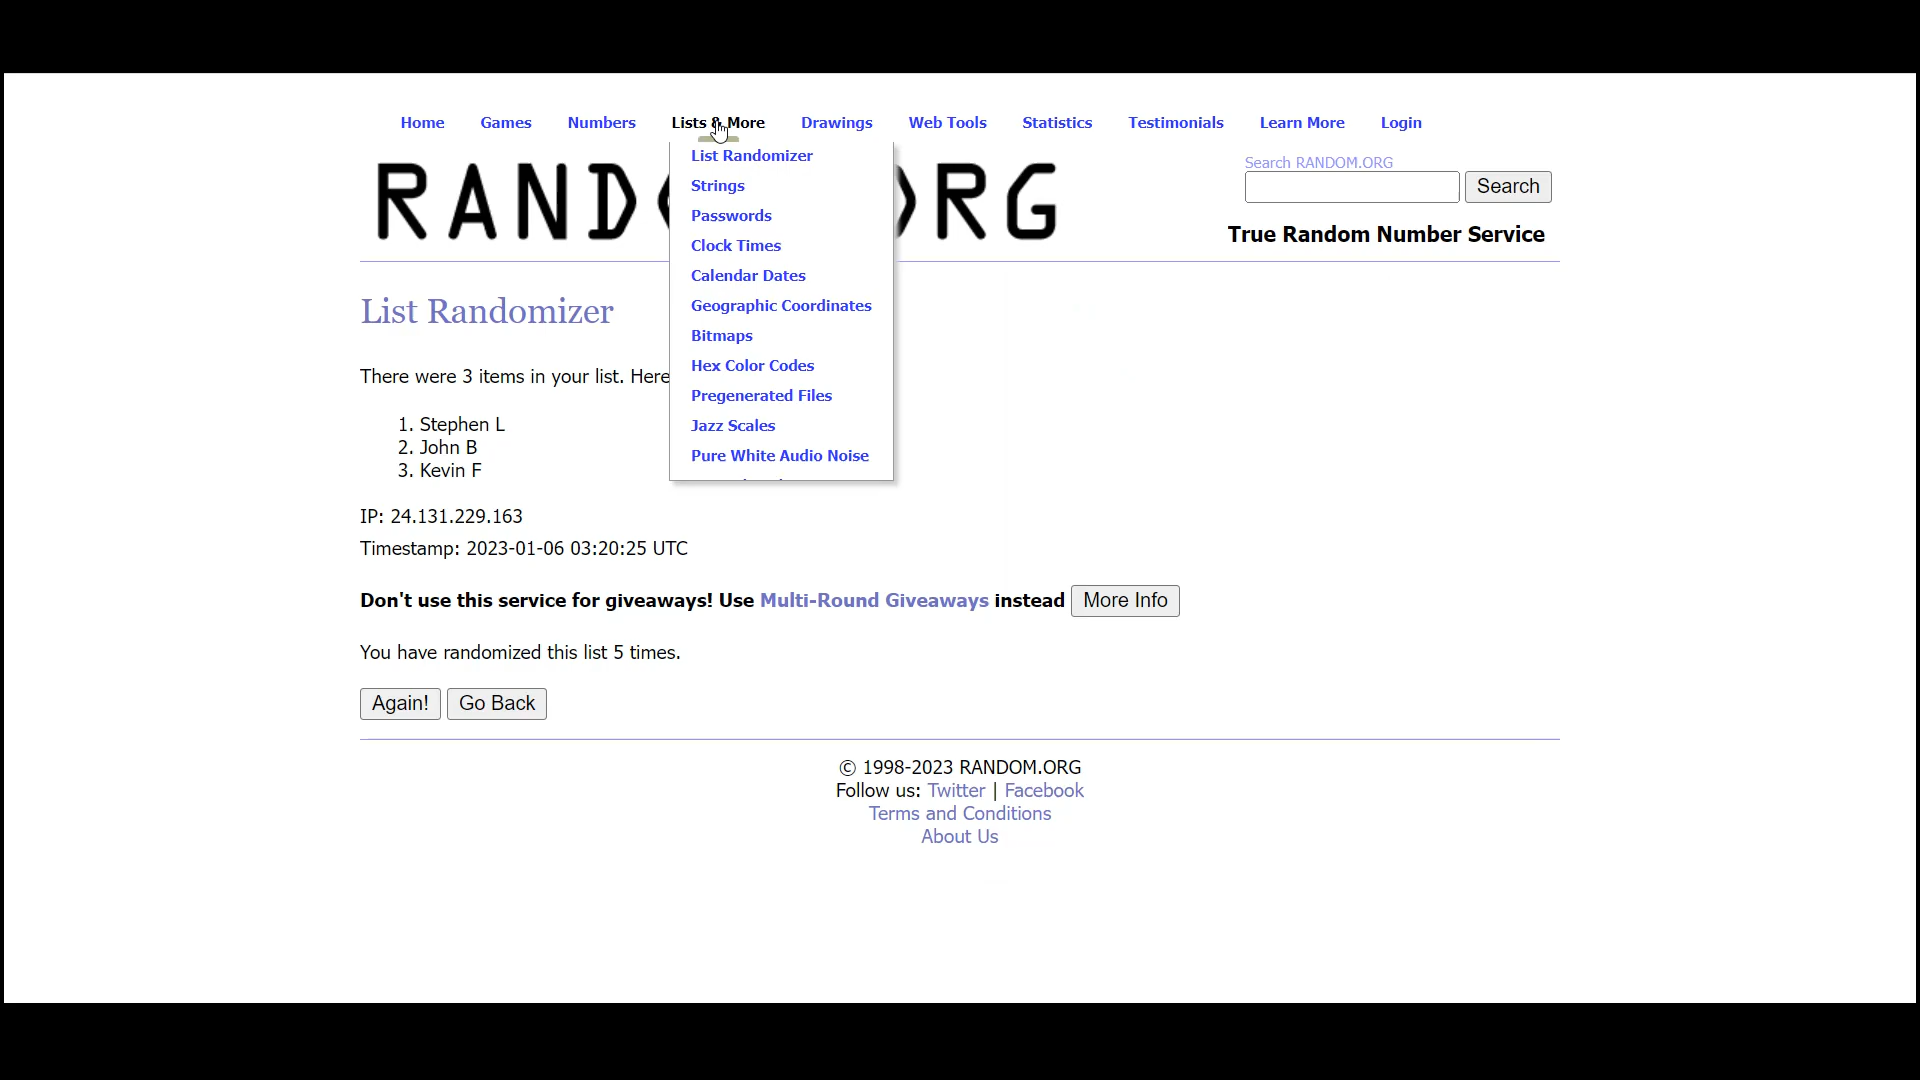 Home Games Numbers Lists & More Drawings Web Tools Statistics Testimonials Learn More Login
List Randomizer
Strings
Passwords
Clock Times
Calendar Dates
Geographic Coordinates
Bitmaps
Hex Color Codes
Pregenerated Files
Jazz Scales
Pure White Audio Noise
RAND RG
Search RANDOM.ORG
Search
True Random Number Service
List Randomizer
There were 3 items in your list. Here
1. Stephen L
2. John B
3. Kevin F
IP: 24.131.229.163
Timestamp: 2023-01-06 03:20:25 UTC
Don't use this service for giveaways! Use Multi-Round Giveaways instead More Info
You have randomized this list 5 times.
Again! Go Back
© 1998-2023 RANDOM.ORG
Follow us: Twitter | Facebook
Terms and Conditions
About Us